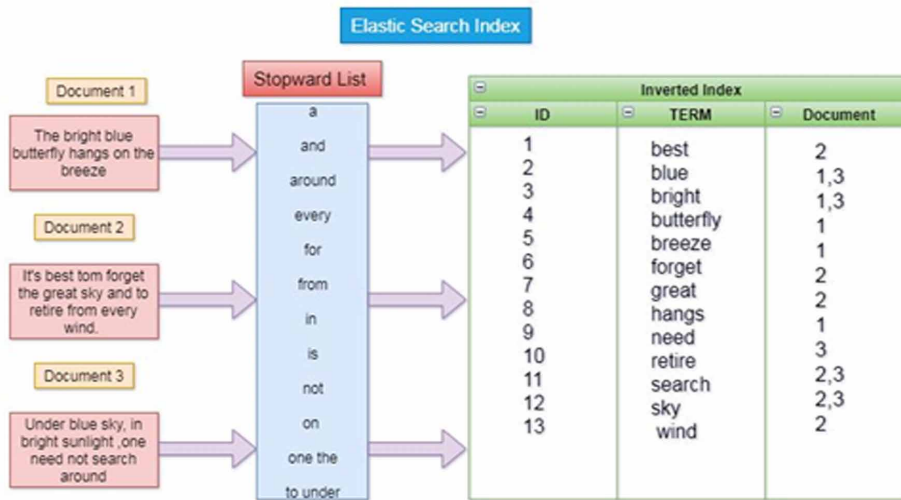 Elastic Search Index
Document 1
The bright blue
butterfly hangs on the
breeze
Document 2
It's best tom forget
the great sky and to
retire from every
wind.
Document 3
Under blue sky, in
bright sunlight ,one
need not search
around
Stopward List
a
and
around
every
for
from
in
is
not
on
one the
to under
Inverted Index
ID
1
2
3
4
5
6
7
8
9
10
11
12
13
TERM
best
blue
bright
butterfly
breeze
forget
great
hangs
need
retire
search
sky
wind
Document
2
1,3
1,3
1
1
2
2
1
3
2,3
2,3
2